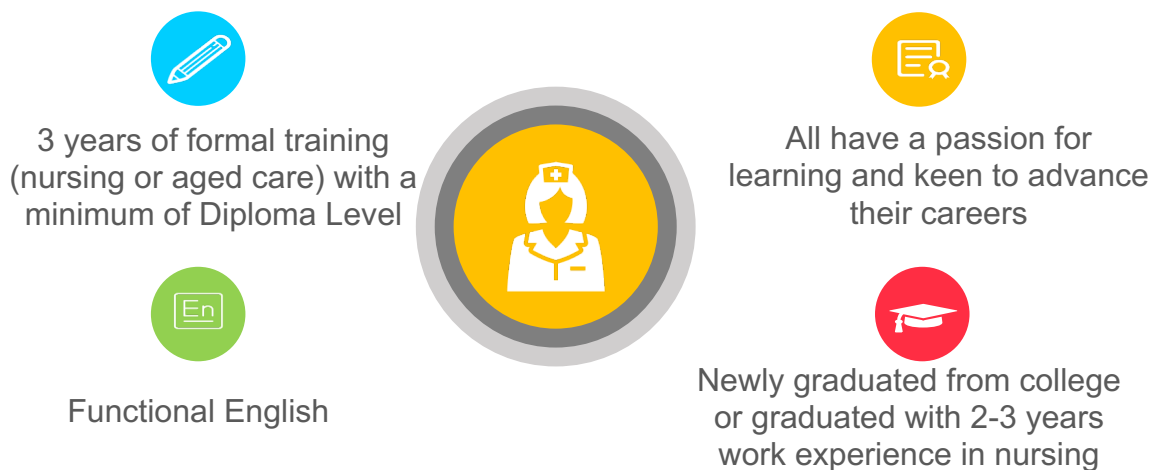 3 years of formal training
(nursing or aged care) with a
minimum of Diploma Level
All have a passion for
learning and keen to advance
their careers
En
Functional English
Newly graduated from college
or graduated with 2-3 years
work experience in nursing